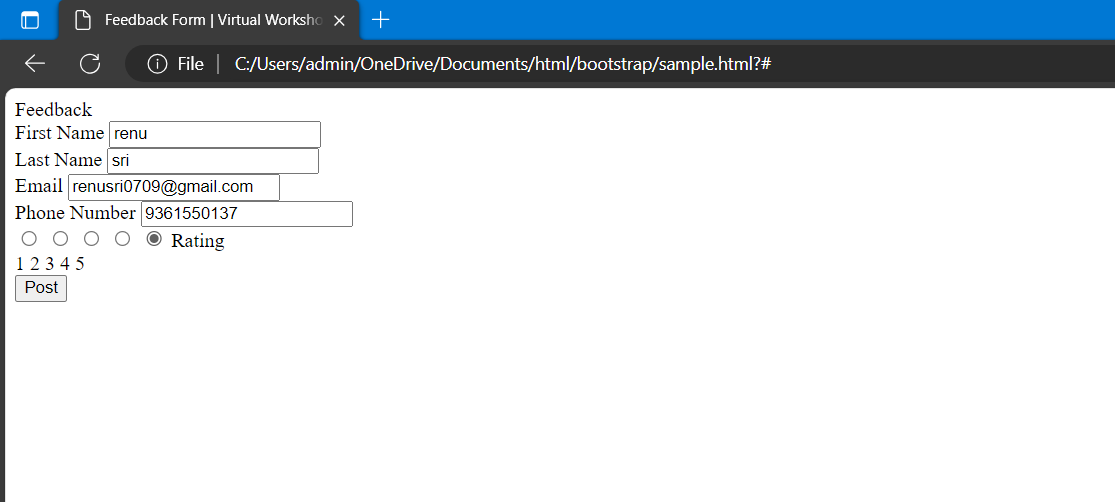 Feedback Form | Virtual Worksho
File C:/Users/admin/OneDrive/Documents/html/bootstrap/sample.html?#
Feedback
First Name renu
Last Name sri
Email renusri0709@gmail.com
Phone Number 9361550137
Rating
1 2 3 4 5
Post